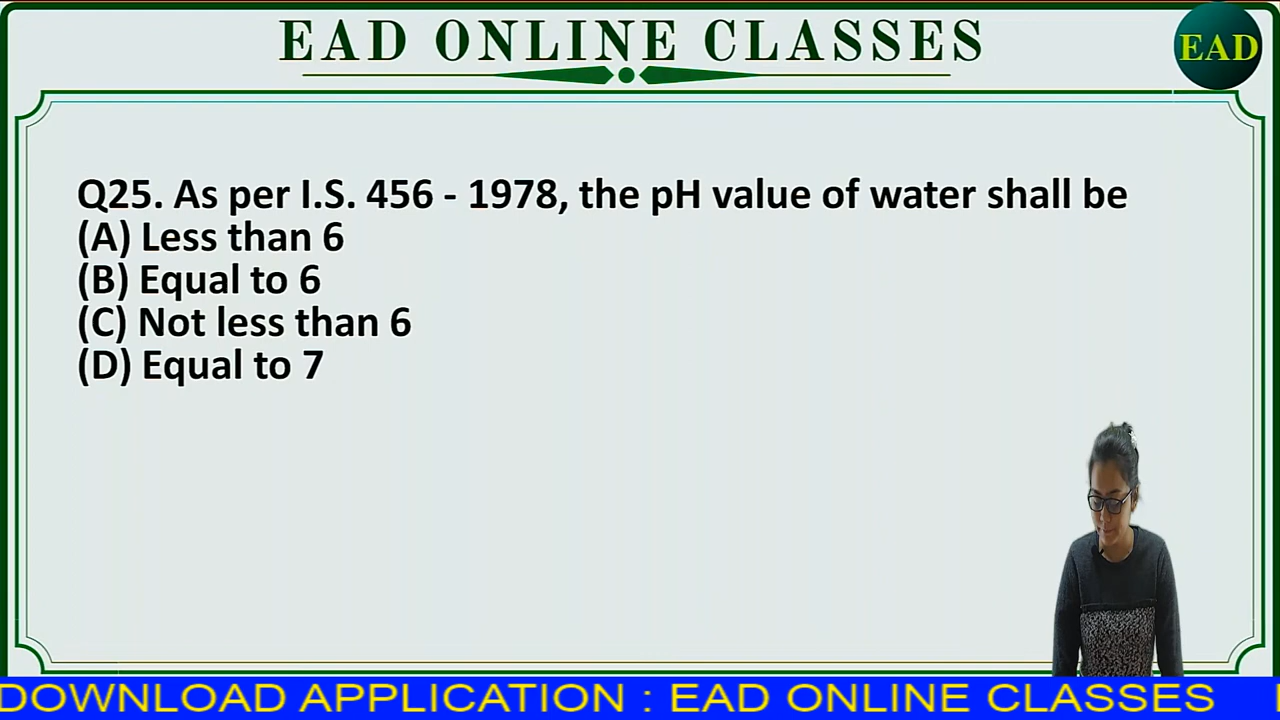 EAD ONLINE CLASSES
EAD
Q25. As per I.S. 456 - 1978, the pH value of water shall be
(A) Less than 6
(B) Equal to 6
(C) Not less than 6
(D) Equal to 7
DOWNLOAD APPLICATION : EAD ONLINE CLASSES